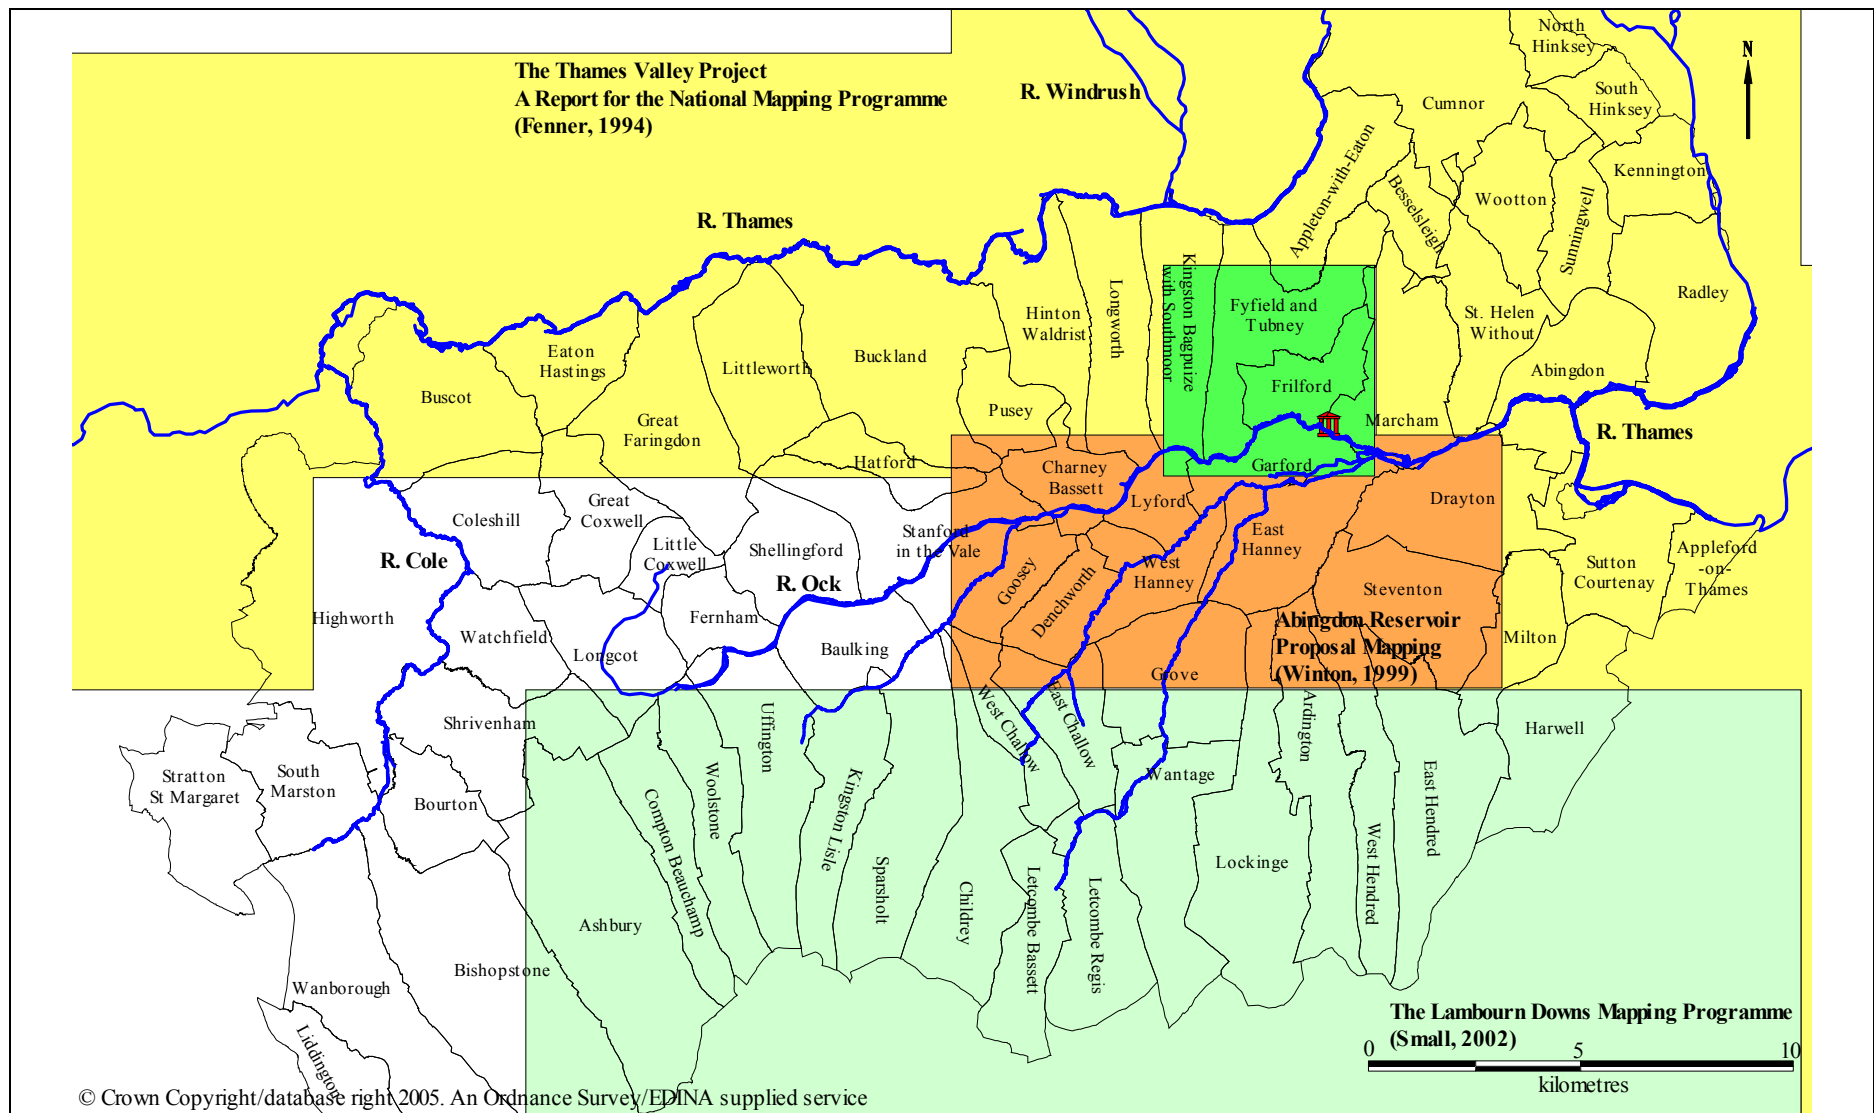 The Thames Valley Project
A Report for the National Mapping Programme
(Fenner, 1994)
R. Windrush
North
Hinksey
N
South
Hinksey
Cumnor
Appleton-with-Eaton
Besselsleigh
Wootton
Kennington
Sunningwell
R. Thames
Radley
Kingston Bagpuize
with Southmoor
Longworth
Hinton
Waldrist
Fyfield and
Tubney
St. Helen
Without
Eaton
Hastings
Littleworth
Buckland
Abingdon
Buscot
Frilford
Pusey
Great
Faringdon
Marcham
R. Thames
Hatford
Charney
Bassett
Garford
Lyford
Drayton
Coleshill
Great
Coxwell
Stanford
in the Vale
East
Hanney
Little
Coxwell
Shellingford
R. Cole
R. Ock
Goosey
Denchworth
West
Hanney
Steventon
Sutton
Courtenay
Appleford
-on-
Thames
Highworth
Fernham
Watchfield
Longcot
Baulking
Abingdon Reservoir
Proposal Mapping
(Winton, 1999)
Milton
Grove
Shrivenham
Uffington
West Challow
East Challow
Ardington
Harwell
Stratton
St Margaret
South
Marston
Bourton
Wantage
Woolstone
Compton Beauchamp
Kingston Lisle
Sparsholt
Childrey
Letcombe Bassett
Letcombe Regis
Lockinge
West Hendred
East Hendred
Ashbury
Bishopstone
Wanborough
Liddington
The Lambourn Downs Mapping Programme
(Small, 2002)
0 5 10
kilometres
© Crown Copyright/database right 2005. An Ordnance Survey/EDINA supplied service